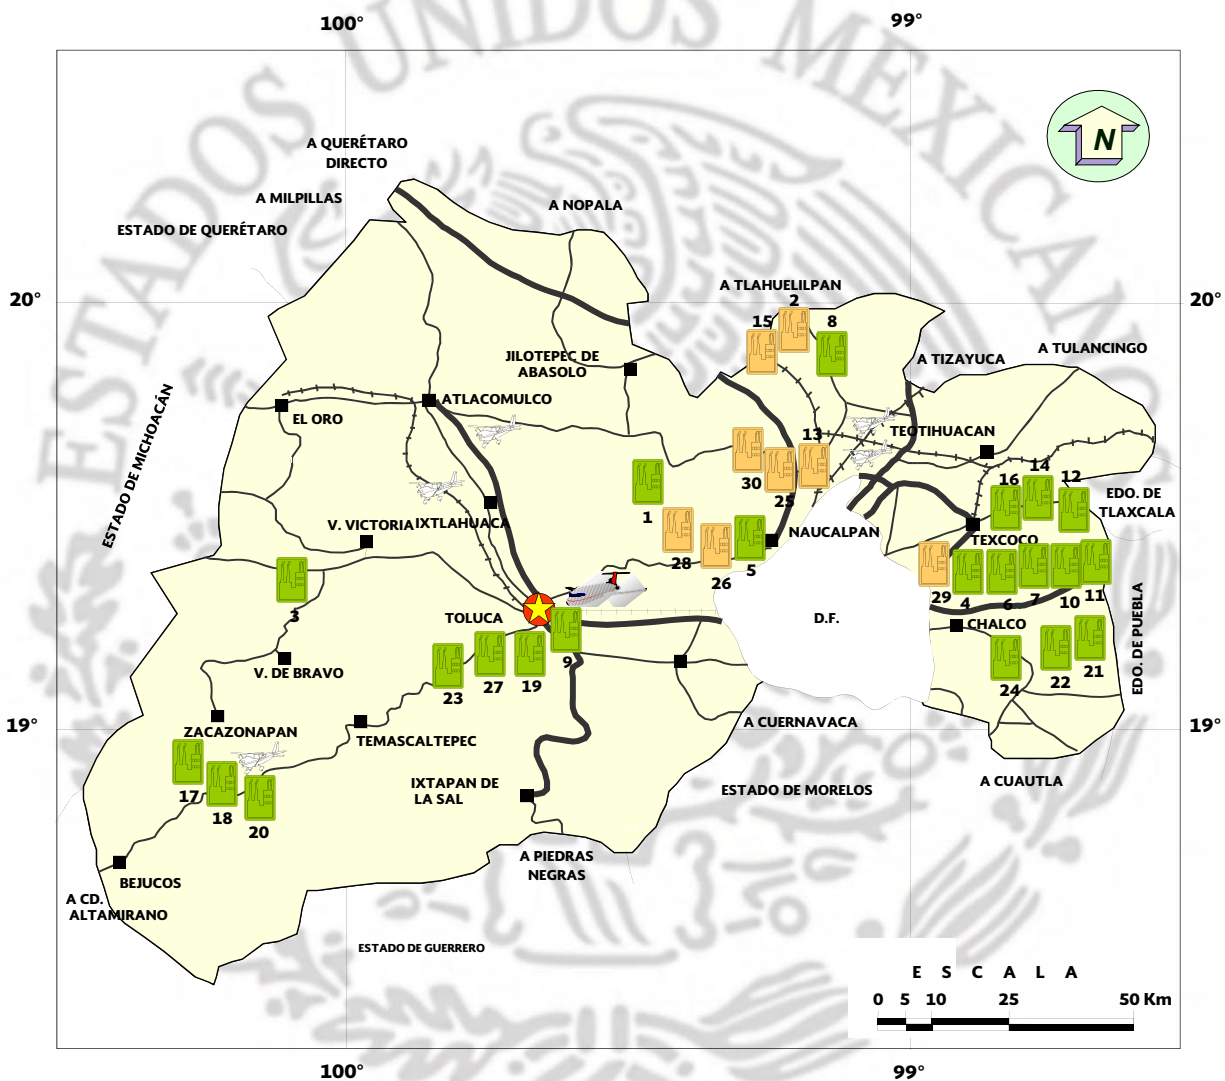 ESTADOS UNIDOS MEXICANOS
100°
99°
N
A QUERÉTARO
DIRECTO
A MILPILLAS
A NOPALA
ESTADO DE QUERÉTARO
20°
A TLAHUELILPAN
20°
2
15
8
A TULANCINGO
A TIZAYUCA
JILOTEPEC DE
ABASOLO
ATLACOMULCO
EL ORO
ESTADO DE MICHOACÁN
TEOTIHUACAN
13
30
25
14
16
12
EDO. DE
TLAXCALA
1
V. VICTORIA
IXTLAHUACA
NAUCALPAN
TEXCOCO
28
26
5
29
4
6
7
10
11
3
TOLUCA
D.F.
CHALCO
EDO. DE PUEBLA
9
23
27
19
24
22
21
V. DE BRAVO
19°
ZACAZONAPAN
TEMASCALTEPEC
A CUERNAVACA
19°
IXTAPAN DE
LA SAL
ESTADO DE MORELOS
A CUAUTLA
17
18
20
A PIEDRAS
NEGRAS
BEJUCOS
A CD.
ALTAMIRANO
ESTADO DE GUERRERO
E S C A L A
0 5 10 25 50 Km
100°
99°